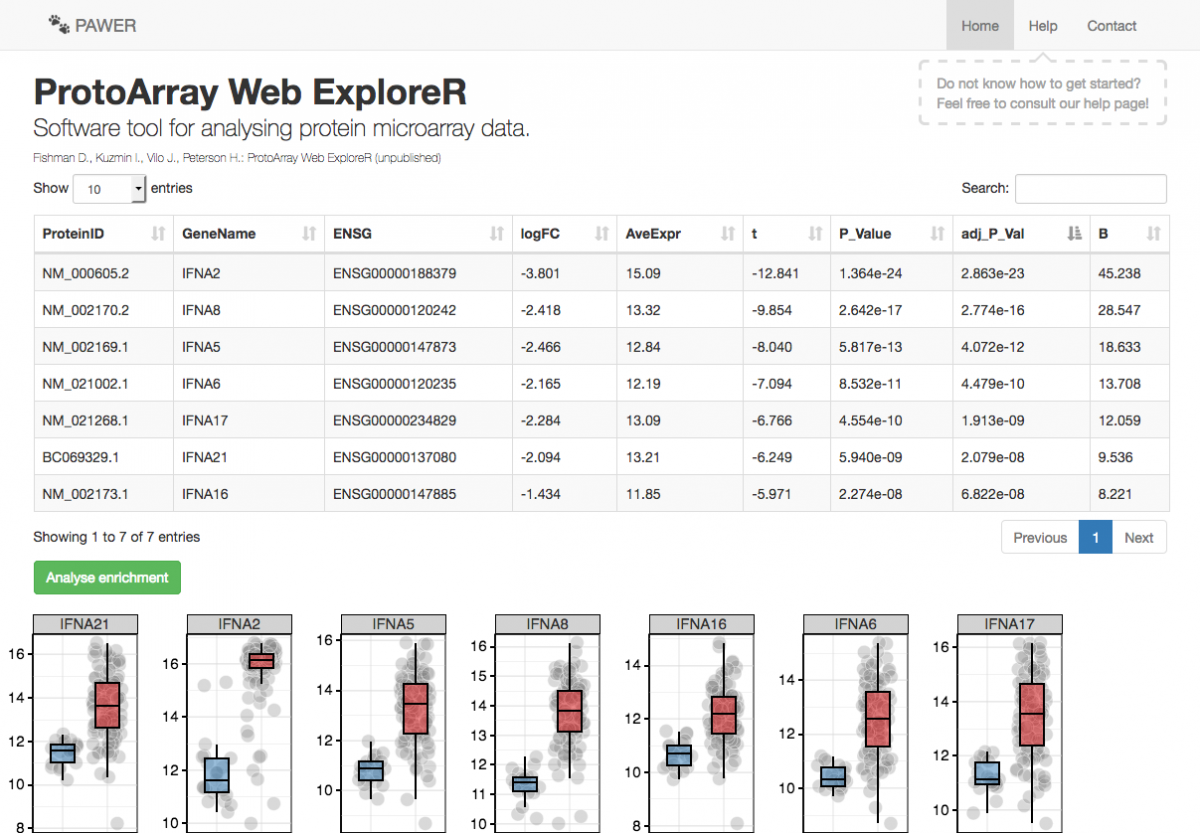 PAWER
Home Help Contact
Do not know how to get started?
Feel free to consult our help page!
ProtoArray Web ExploreR
Software tool for analysing protein microarray data.
Fishman D., Kuzmin I., Vilo J., Peterson H.: ProtoArray Web ExploreR (unpublished)
Show 10 entries Search:
ProteinID GeneName ENSG logFC AveExpr t P_Value adj_P_Val B
NM_000605.2 IFNA2 ENSG00000188379 -3.801 15.09 -12.841 1.364e-24 2.863e-23 45.238
NM_002170.2 IFNA8 ENSG00000120242 -2.418 13.32 -9.854 2.642e-17 2.774e-16 28.547
NM_002169.1 IFNA5 ENSG00000147873 -2.466 12.84 -8.040 5.817e-13 4.072e-12 18.633
NM_021002.1 IFNA6 ENSG00000120235 -2.165 12.19 -7.094 8.532e-11 4.479e-10 13.708
NM_021268.1 IFNA17 ENSG00000234829 -2.284 13.09 -6.766 4.554e-10 1.913e-09 12.059
BC069329.1 IFNA21 ENSG00000137080 -2.094 13.21 -6.249 5.940e-09 2.079e-08 9.536
NM_002173.1 IFNA16 ENSG00000147885 -1.434 11.85 -5.971 2.274e-08 6.822e-08 8.221
Showing 1 to 7 of 7 entries Previous 1 Next
Analyse enrichment
IFNA21 IFNA2 IFNA5 IFNA8 IFNA16 IFNA6 IFNA17
16 14 12 10 8
16 14 12 10
16 14 12 10
16 15 14 13 12 11 10
14 12 10 8
14 12 10
16 14 12 10